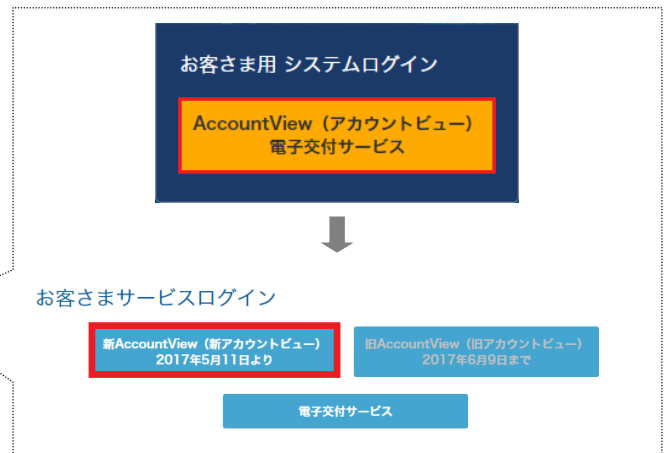 お客さま用 システムログイン
AccountView（アカウントビュー）
電子交付サービス
お客さまサービスログイン
新AccountView（新アカウントビュー）
2017年5月11日より
旧AccountView（旧アカウントビュー）
2017年6月9日まで
電子交付サービス